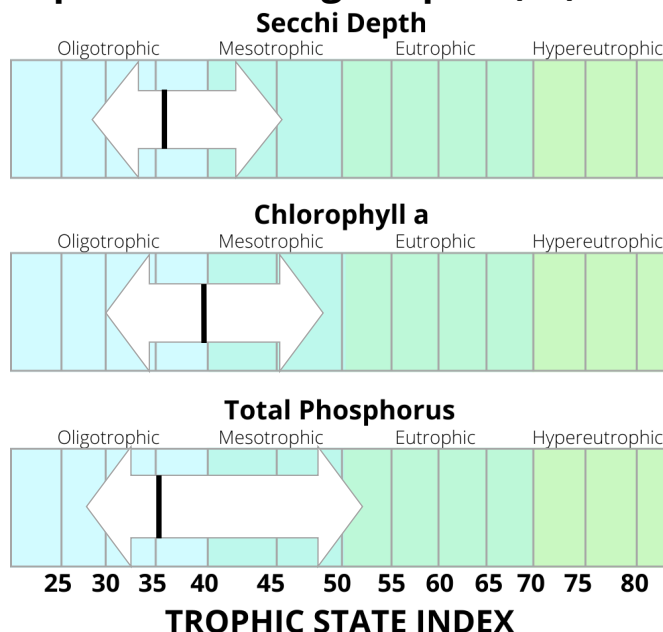 Secchi Depth
Oligotrophic Mesotrophic Eutrophic Hypereutrophic
Chlorophyll a
Oligotrophic Mesotrophic Eutrophic Hypereutrophic
Total Phosphorus
Oligotrophic Mesotrophic Eutrophic Hypereutrophic
25 30 35 40 45 50 55 60 65 70 75 80
TROPHIC STATE INDEX